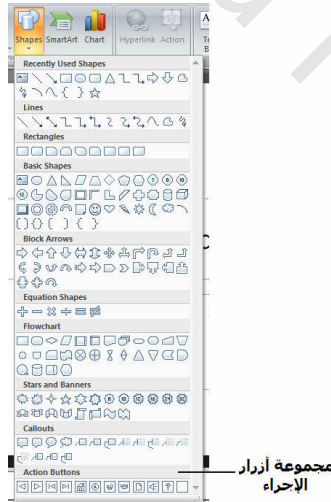 Shapes SmartArt Chart Hyperlink Action
Recently Used Shapes
Lines
Rectangles
Basic Shapes
Block Arrows
Equation Shapes
Flowchart
Stars and Banners
Callouts
Action Buttons
مجموعة أزرار
الإجراء